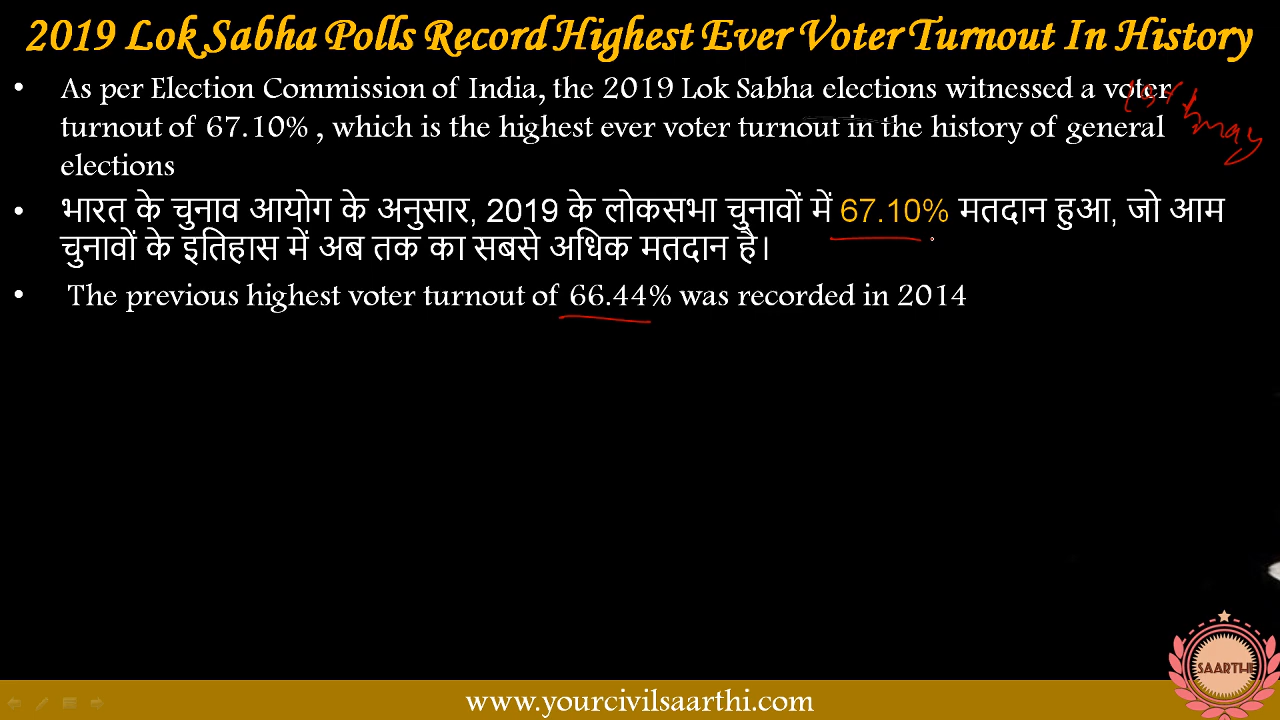 2019 Lok Sabha Polls Record Highest Ever Voter Turnout In History
• As per Election Commission of India, the 2019 Lok Sabha elections witnessed a voter
turnout of 67.10% , which is the highest ever voter turnout in the history of general
elections
• भारत के चुनाव आयोग के अनुसार, 2019 के लोकसभा चुनावों में 67.10% मतदान हुआ, जो आम
चुनावों के इतिहास में अब तक का सबसे अधिक मतदान है।
• The previous highest voter turnout of 66.44% was recorded in 2014
may
SAARTHI
www.yourcivilsaarthi.com